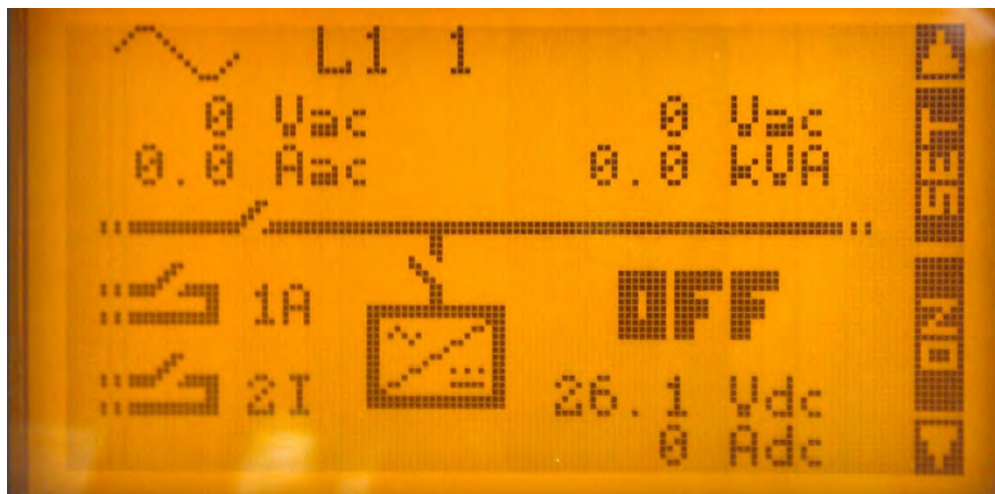 L1 1
0 Vac 0 Vac
0.0 Aac 0.0 kVA
1A
OFF
2I
26.1 Vdc
0 Adc
SET
ON